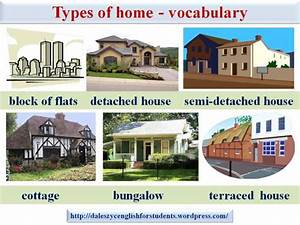 Types of home - vocabulary
block of flats detached house semi-detached house
cottage bungalow terraced house
http://daleszycenglishforstudents.wordpress.com/